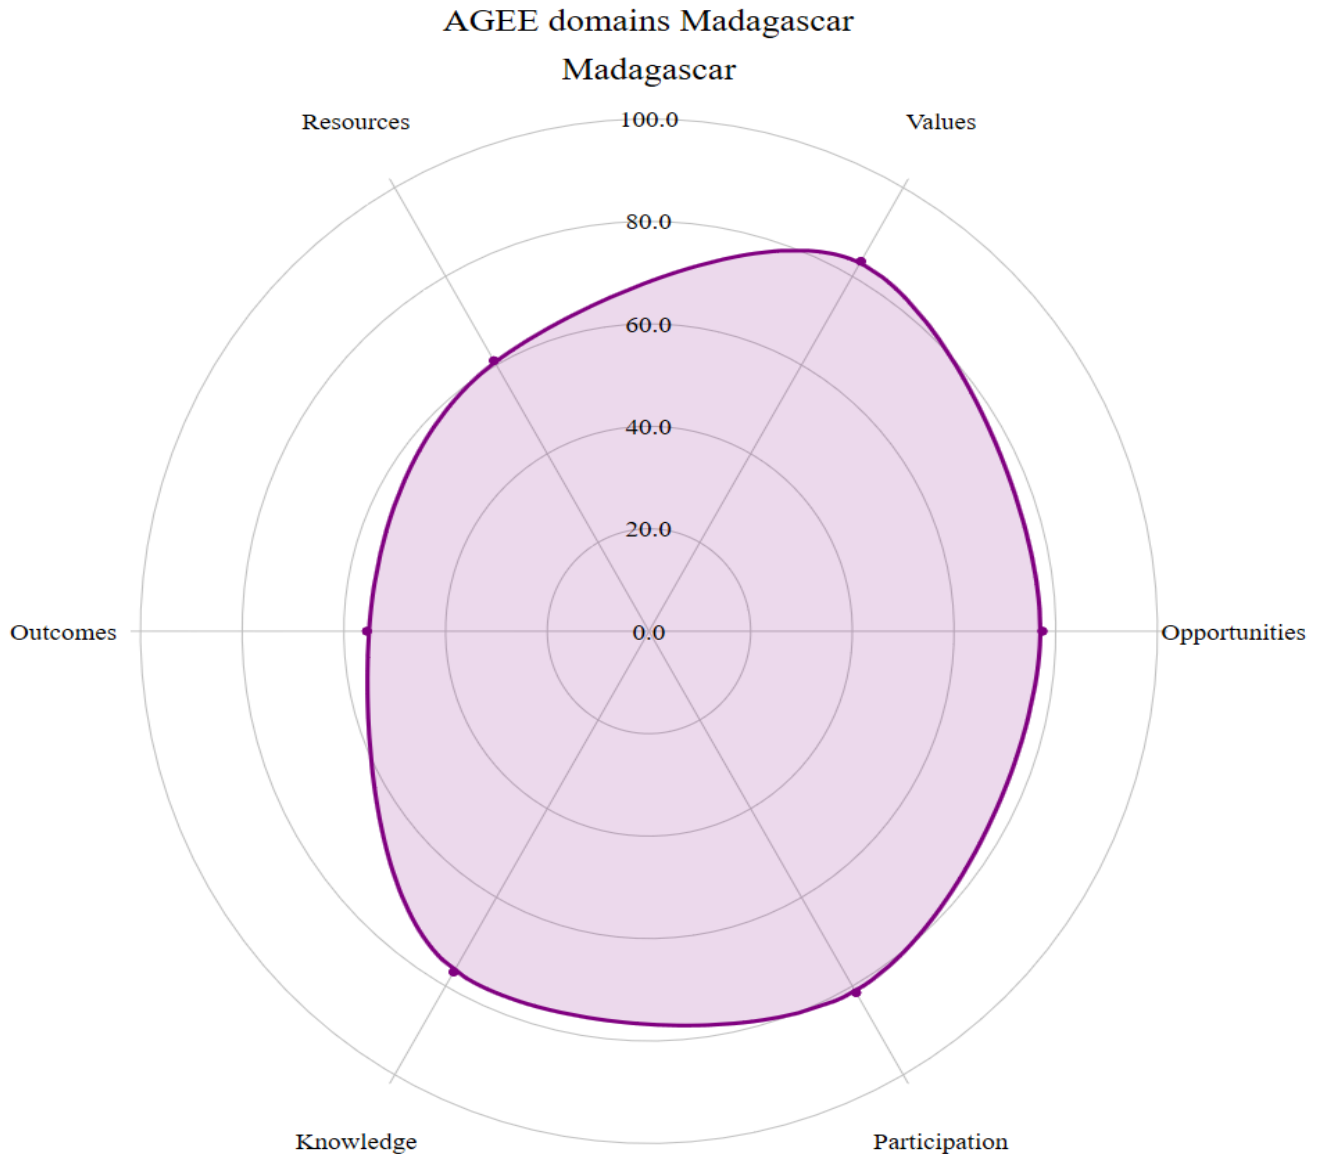 AGEE domains Madagascar
Madagascar
Resources
100.0
Values
80.0
60.0
40.0
20.0
Outcomes
0.0
Opportunities
Knowledge
Participation